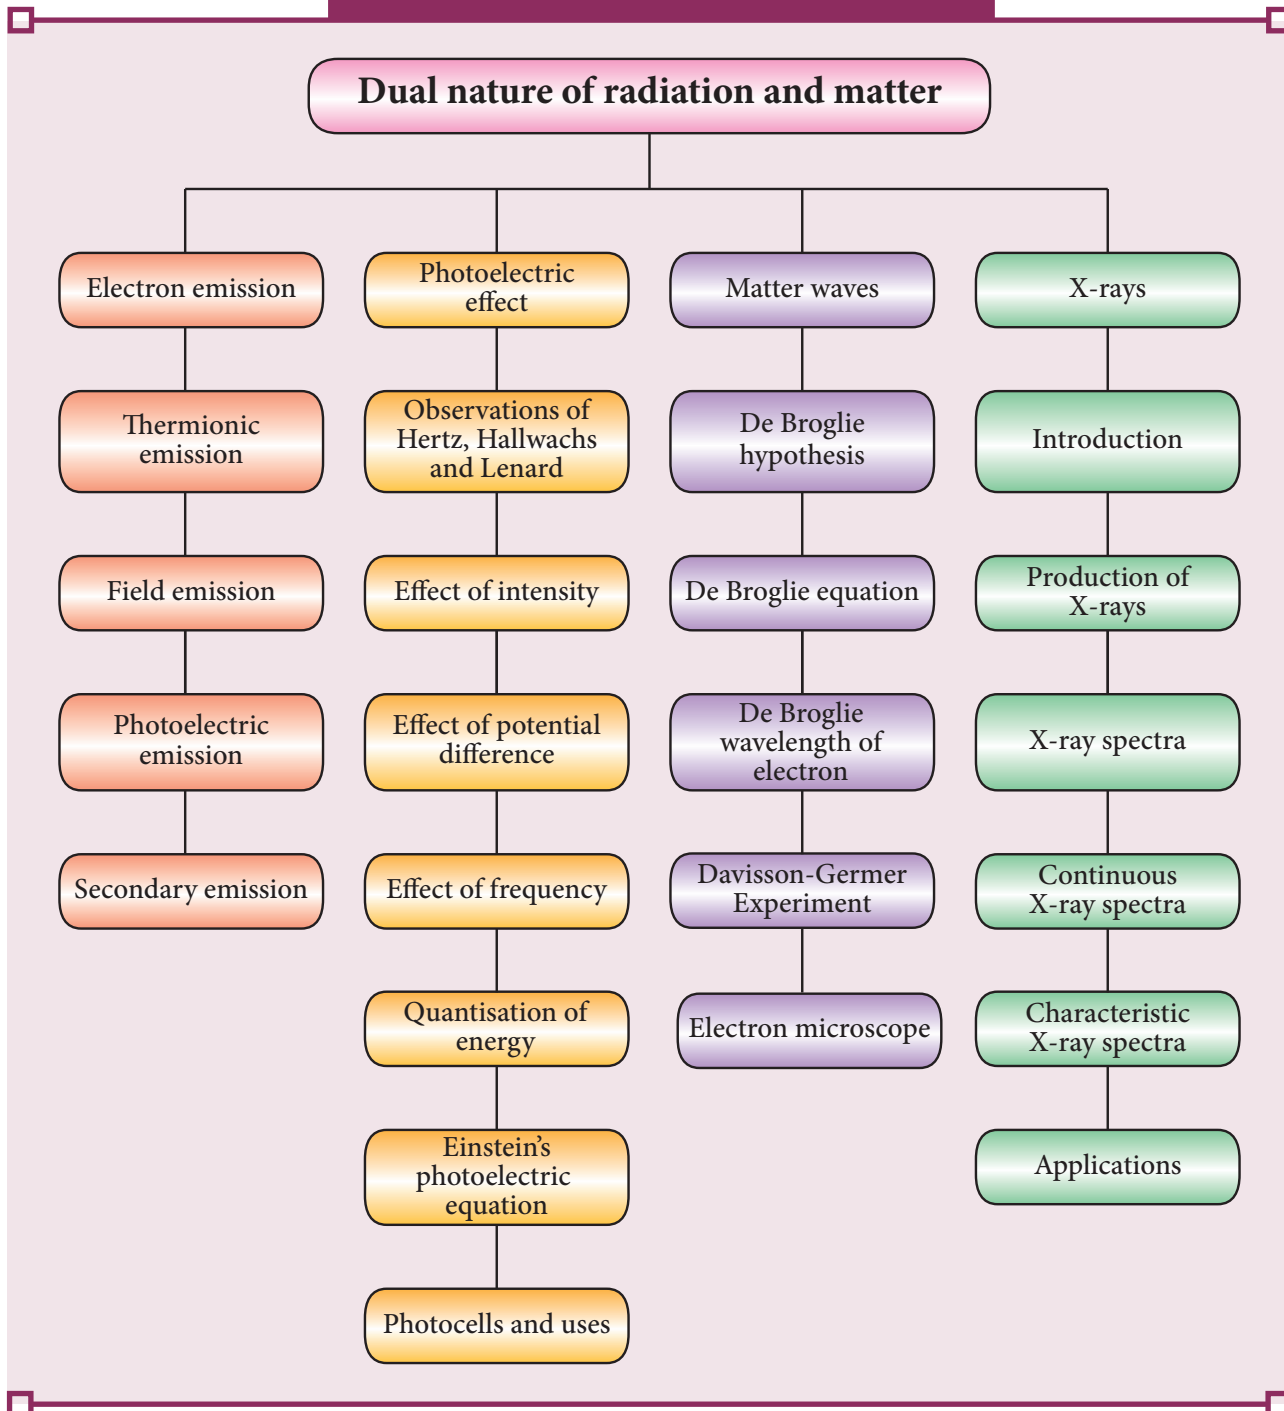 Dual nature of radiation and matter
Electron emission
Thermionic
emission
Field emission
Photoelectric
emission
Secondary emission
Photoelectric
effect
Observations of
Hertz, Hallwachs
and Lenard
Effect of intensity
Effect of potential
difference
Effect of frequency
Quantisation of
energy
Einstein’s
photoelectric
equation
Photocells and uses
Matter waves
De Broglie
hypothesis
De Broglie equation
De Broglie
wavelength of
electron
Davisson-Germer
Experiment
Electron microscope
X-rays
Introduction
Production of
X-rays
X-ray spectra
Continuous
X-ray spectra
Characteristic
X-ray spectra
Applications